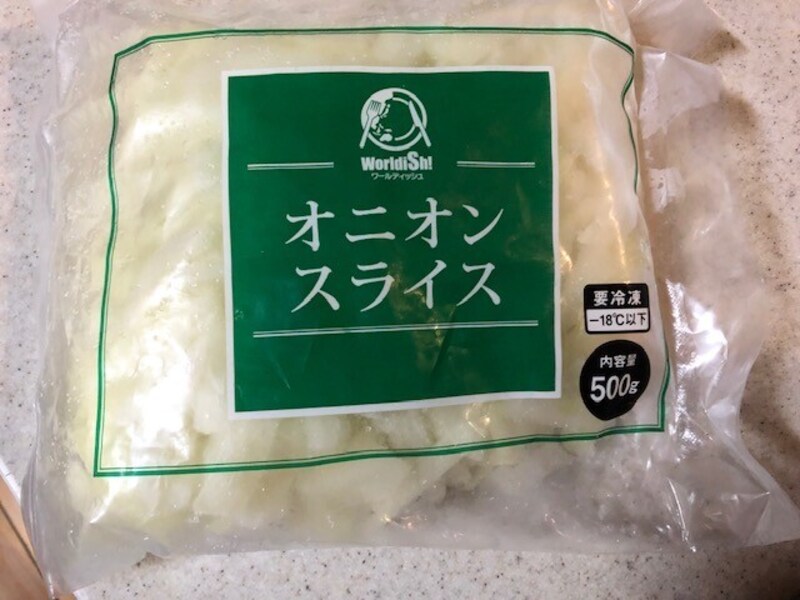 WorldiSh!
ワールディッシュ
オニオン
スライス
要冷凍
－18℃以下
内容量
500g